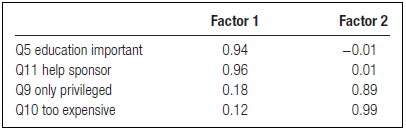 Factor 1 Factor 2
Q5 education important 0.94 –0.01
Q11 help sponsor 0.96 0.01
Q9 only privileged 0.18 0.89
Q10 too expensive 0.12 0.99